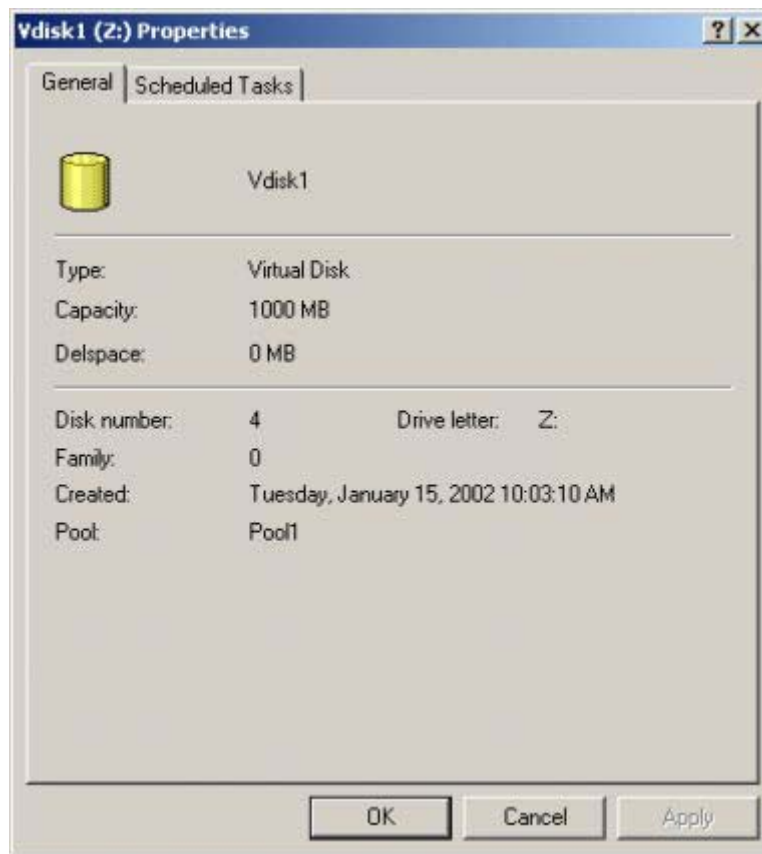 Vdisk1 (Z:) Properties ? ×
General Scheduled Tasks
Vdisk1
Type: Virtual Disk
Capacity: 1000 MB
Delspace: 0 MB
Disk number: 4 Drive letter: Z:
Family: 0
Created: Tuesday, January 15, 2002 10:03:10 AM
Pool: Pool1
OK Cancel Apply